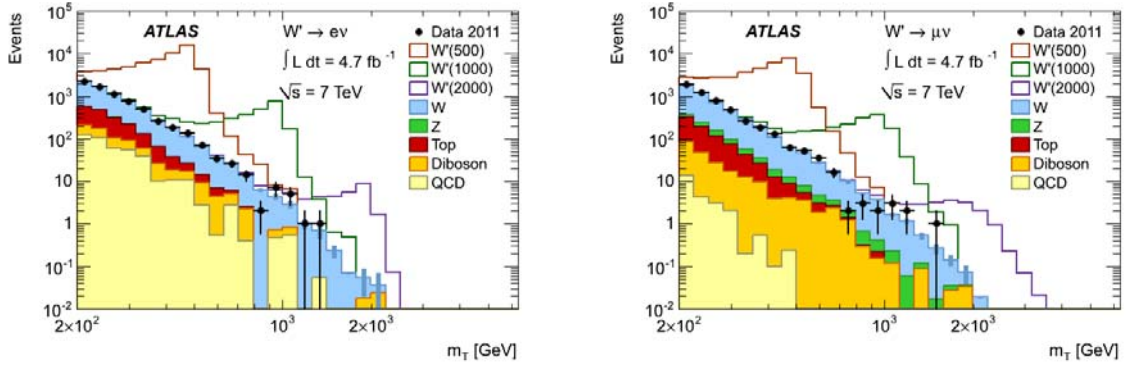 Events
10⁵
10⁴
10³
10²
10
1
10⁻¹
10⁻²
ATLAS
W' → eν
∫ L dt = 4.7 fb⁻¹
√s = 7 TeV
Data 2011
W'(500)
W'(1000)
W'(2000)
W
Z
Top
Diboson
QCD
2×10²
10³
2×10³
m_T [GeV]
Events
10⁵
10⁴
10³
10²
10
1
10⁻¹
10⁻²
ATLAS
W' → μν
∫ L dt = 4.7 fb⁻¹
√s = 7 TeV
Data 2011
W'(500)
W'(1000)
W'(2000)
W
Z
Top
Diboson
QCD
2×10²
10³
2×10³
m_T [GeV]